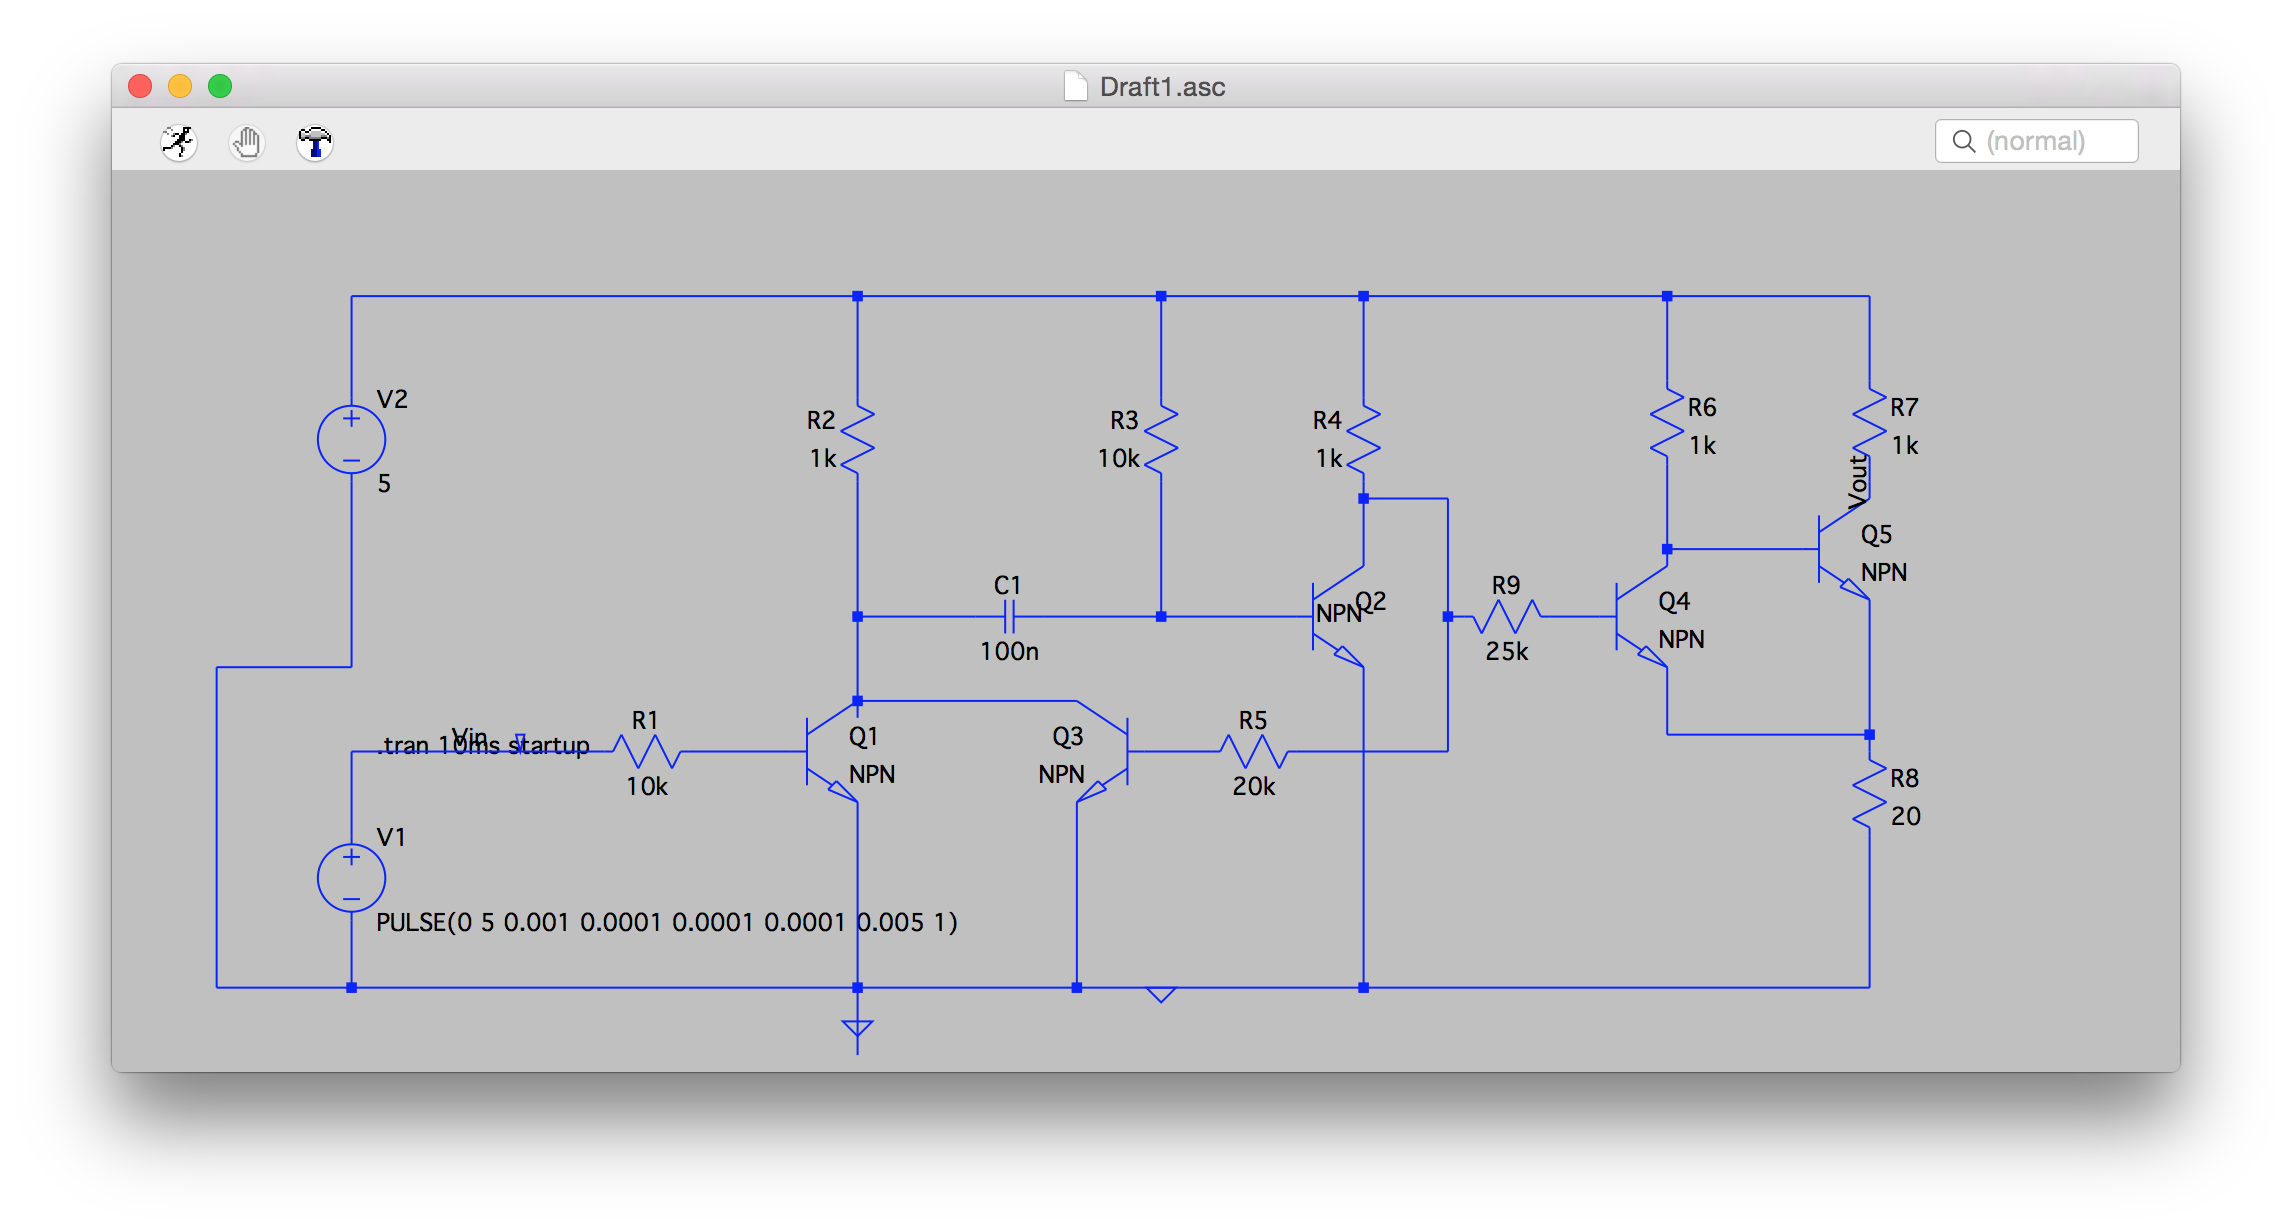 Draft1.asc
(normal)
V2
5
R2
1k
R3
10k
R4
1k
R6
1k
R7
1k
Vout
Q5
NPN
C1
100n
Q2
NPN
R9
25k
Q4
NPN
Vin
.tran 10ms startup
R1
10k
Q1
NPN
Q3
NPN
R5
20k
R8
20
V1
PULSE(0 5 0.001 0.0001 0.0001 0.0001 0.005 1)